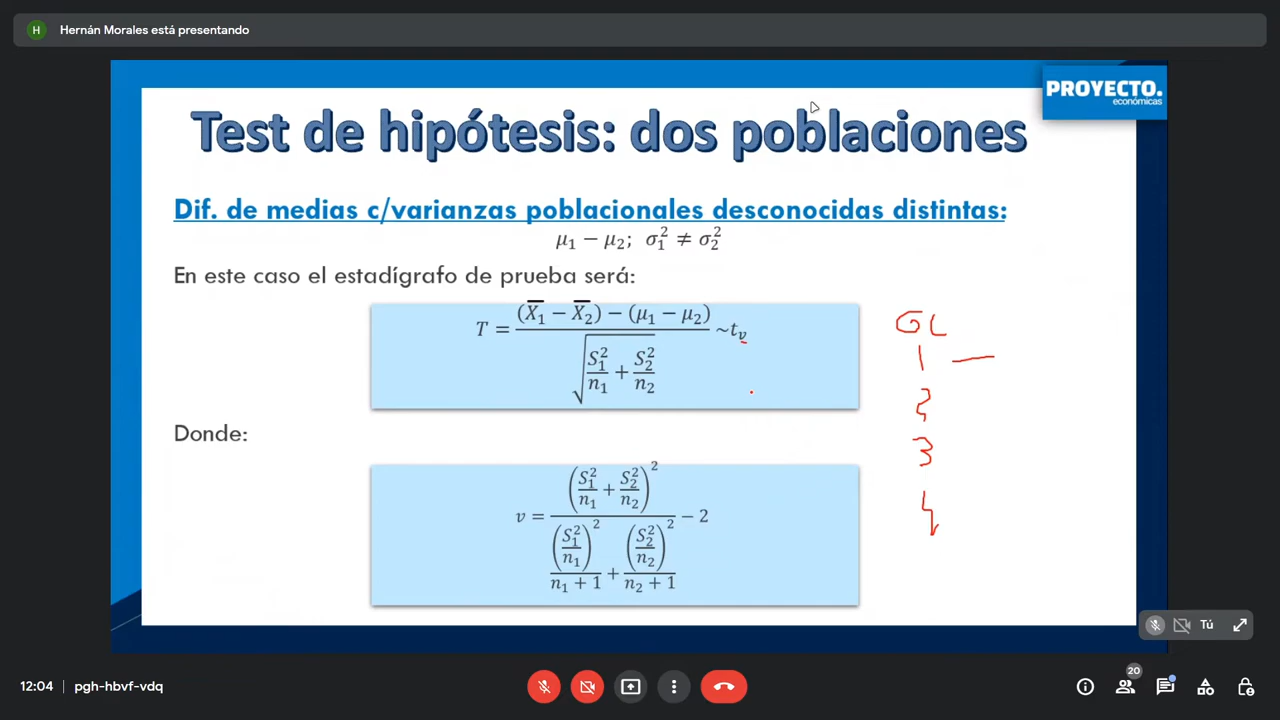 H Hernán Morales está presentando
PROYECTO.
económicas
Test de hipótesis: dos poblaciones
Dif. de medias c/varianzas poblacionales desconocidas distintas:
μ₁ − μ₂; σ₁² ≠ σ₂²
En este caso el estadígrafo de prueba será:
T = ((X̅₁ − X̅₂) − (μ₁ − μ₂)) / √(S₁²/n₁ + S₂²/n₂) ~t_v
GL
1 —
2
3
4
Donde:
v = (S₁²/n₁ + S₂²/n₂)² / ((S₁²/n₁)²/(n₁ + 1) + (S₂²/n₂)²/(n₂ + 1)) − 2
Tú
20
12:04 | pgh-hbvf-vdq